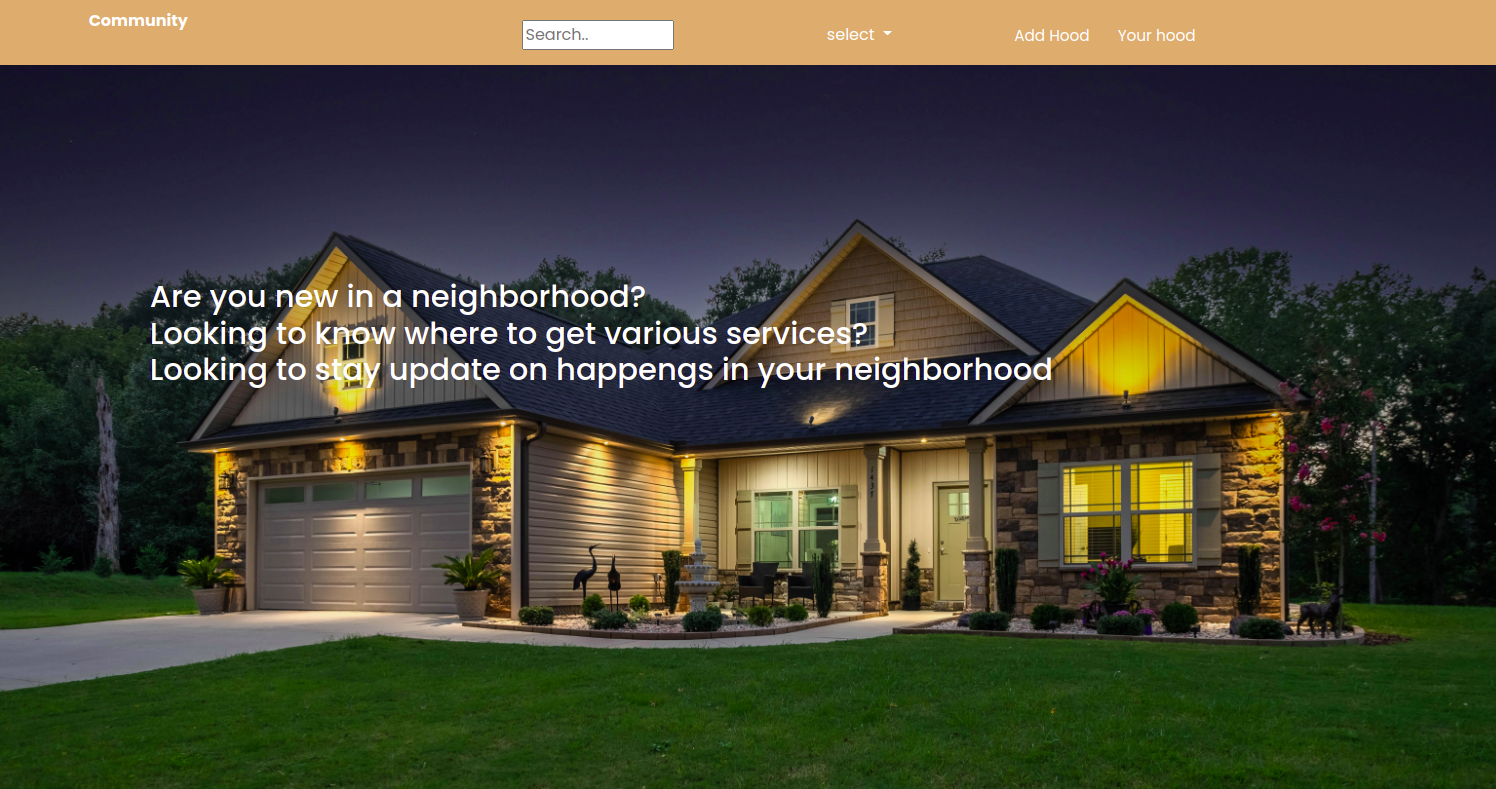 Community
Search..
select
Add Hood
Your hood
Are you new in a neighborhood?
Looking to know where to get various services?
Looking to stay update on happengs in your neighborhood
1437